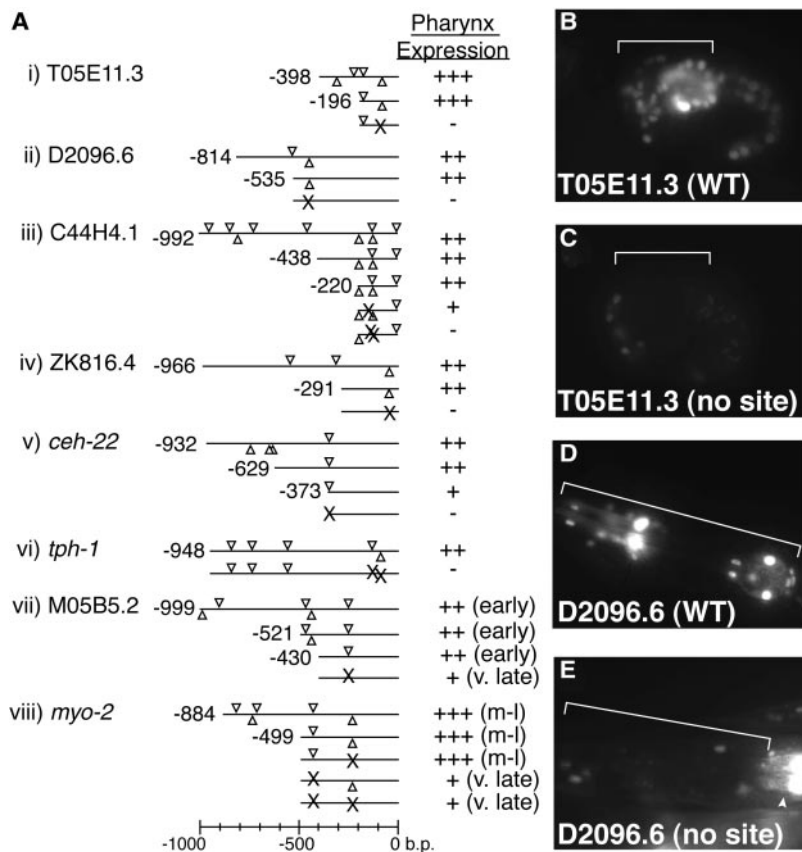 A
Pharynx
Expression
i) T05E11.3
-398
+++
-196
+++
-
ii) D2096.6
-814
++
-535
++
-
iii) C44H4.1
-992
++
-438
++
-220
++
+
-
iv) ZK816.4
-966
++
-291
++
-
v) ceh-22
-932
++
-629
++
-373
+
-
vi) tph-1
-948
++
-
vii) M05B5.2
-999
++ (early)
-521
++ (early)
-430
++ (early)
+ (v. late)
viii) myo-2
-884
+++ (m-l)
-499
+++ (m-l)
+++ (m-l)
+ (v. late)
+ (v. late)
-1000 -500 0 b.p.
B
T05E11.3 (WT)
C
T05E11.3 (no site)
D
D2096.6 (WT)
E
D2096.6 (no site)